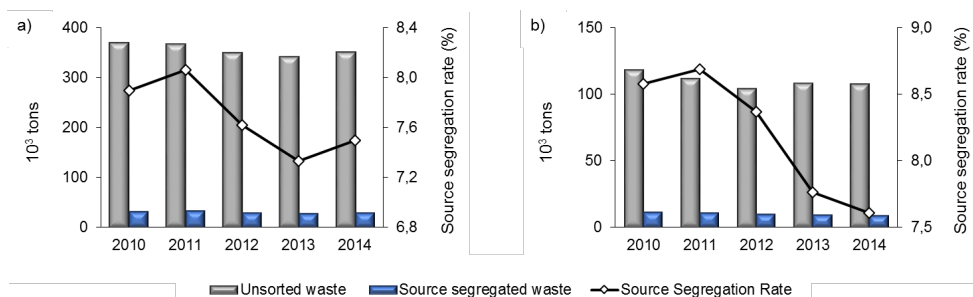 a)
400
300
200
100
0
10³ tons
8,4
8,0
7,6
7,2
6,8
Source segregation rate (%)
2010 2011 2012 2013 2014
b)
150
100
50
0
10³ tons
9,0
8,5
8,0
7,5
Source segregation rate (%)
2010 2011 2012 2013 2014
Unsorted waste Source segregated waste Source Segregation Rate